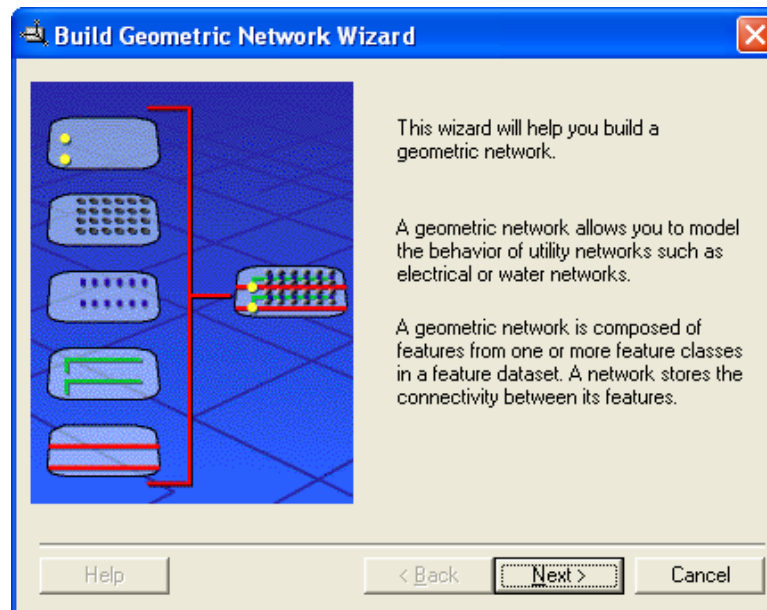 Build Geometric Network Wizard
This wizard will help you build a
geometric network.
A geometric network allows you to model
the behavior of utility networks such as
electrical or water networks.
A geometric network is composed of
features from one or more feature classes
in a feature dataset. A network stores the
connectivity between its features.
Help
< Back
Next >
Cancel